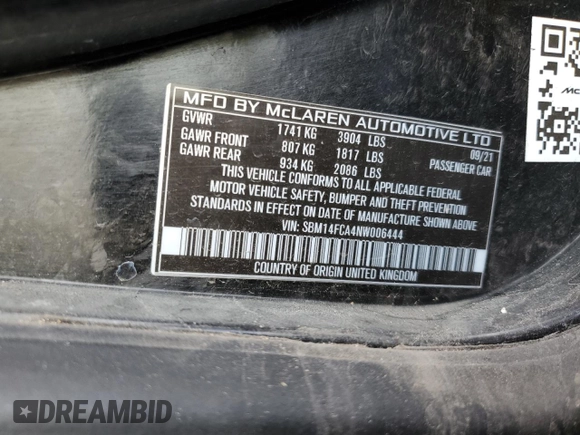 MFD BY McLAREN AUTOMOTIVE LTD
GVWR 1741 KG 3904 LBS 09/21
GAWR FRONT 807 KG 1817 LBS PASSENGER CAR
GAWR REAR 934 KG 2086 LBS
THIS VEHICLE CONFORMS TO ALL APPLICABLE FEDERAL
MOTOR VEHICLE SAFETY, BUMPER AND THEFT PREVENTION
STANDARDS IN EFFECT ON DATE OF MANUFACTURE SHOWN ABOVE
VIN: SBM14FCA4NW006444
COUNTRY OF ORIGIN UNITED KINGDOM
DREAMBID